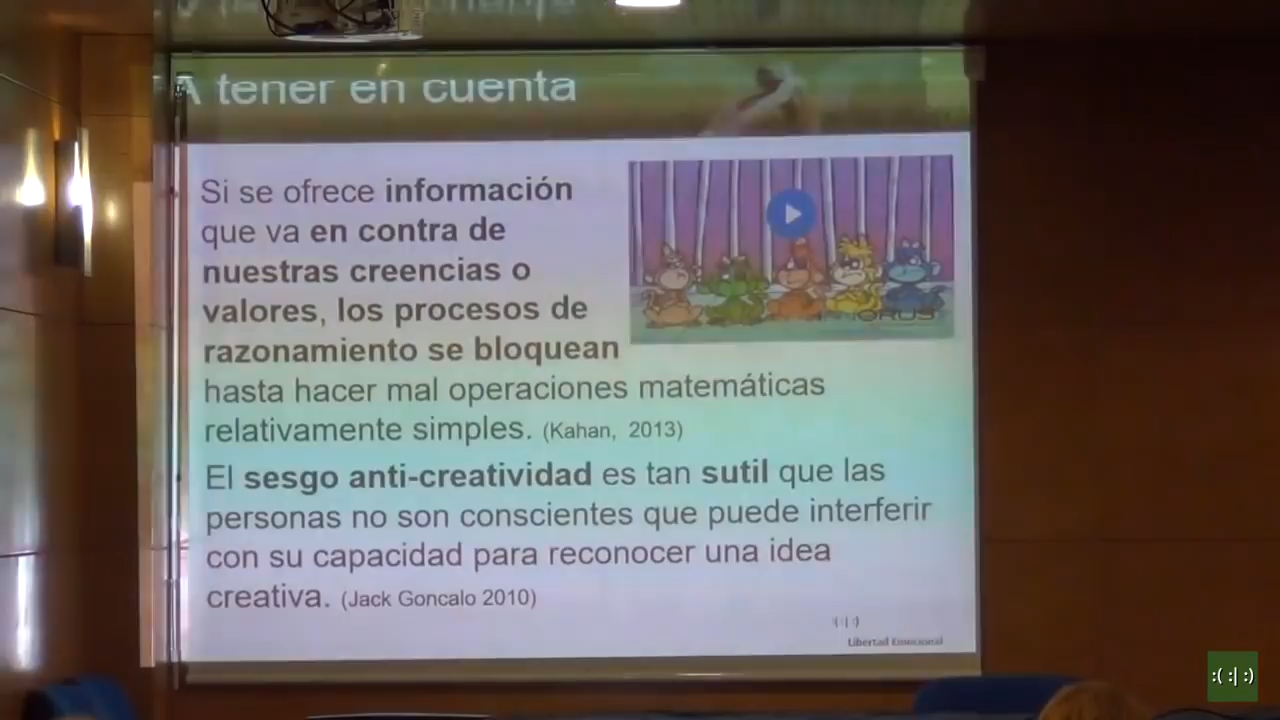 A tener en cuenta
Si se ofrece información
que va en contra de
nuestras creencias o
valores, los procesos de
razonamiento se bloquean
hasta hacer mal operaciones matemáticas
relativamente simples. (Kahan, 2013)
El sesgo anti-creatividad es tan sutil que las
personas no son conscientes que puede interferir
con su capacidad para reconocer una idea
creativa. (Jack Goncalo 2010)
:( :| :)
Libertad Emocional
:( :| :)